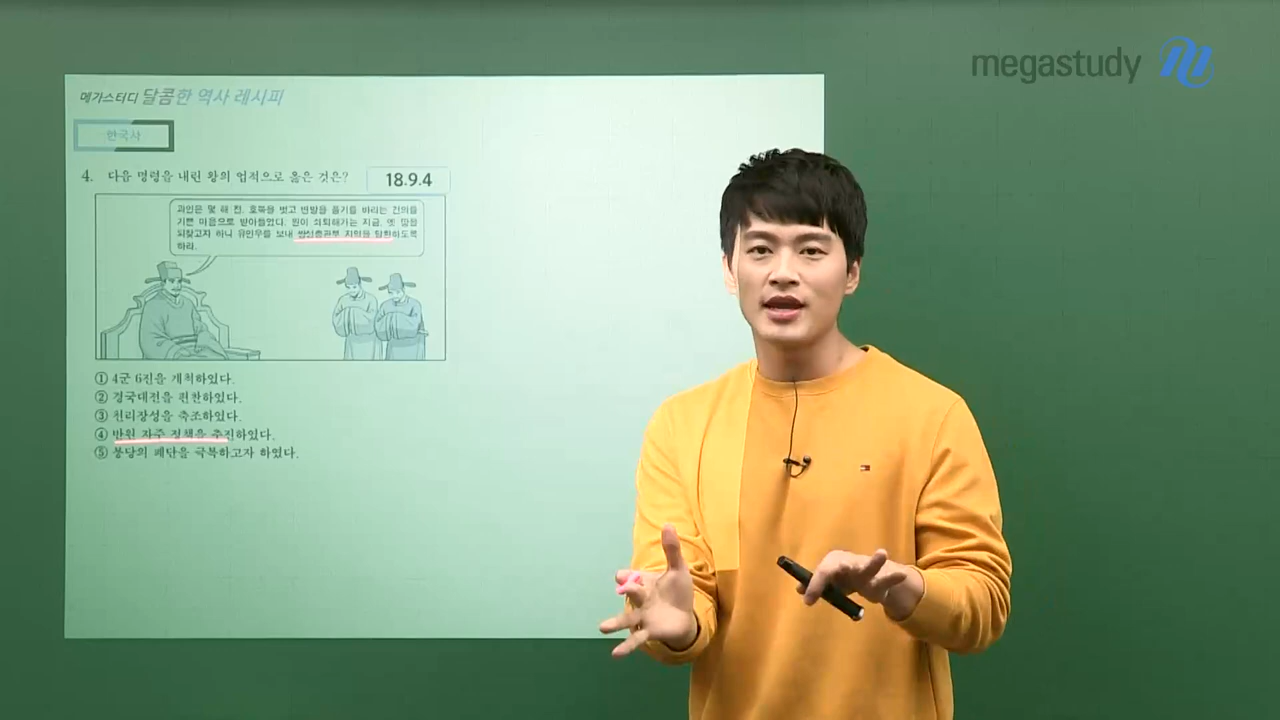 megastudy
메가스터디 달콤한 역사 레시피
한국사
4. 다음 명령을 내린 왕의 업적으로 옳은 것은?
18.9.4
과인은 몇 해 전, 호복을 벗고 변발을 풀기를 바라는 건의를
기쁜 마음으로 받아들였다. 원이 쇠퇴해가는 지금, 옛 땅을
되찾고자 하니 유인우를 보내 쌍성총관부 지역을 탈환하도록
하라.
① 4군 6진을 개척하였다.
② 경국대전을 편찬하였다.
③ 천리장성을 축조하였다.
④ 반원 자주 정책을 추진하였다.
⑤ 붕당의 폐단을 극복하고자 하였다.